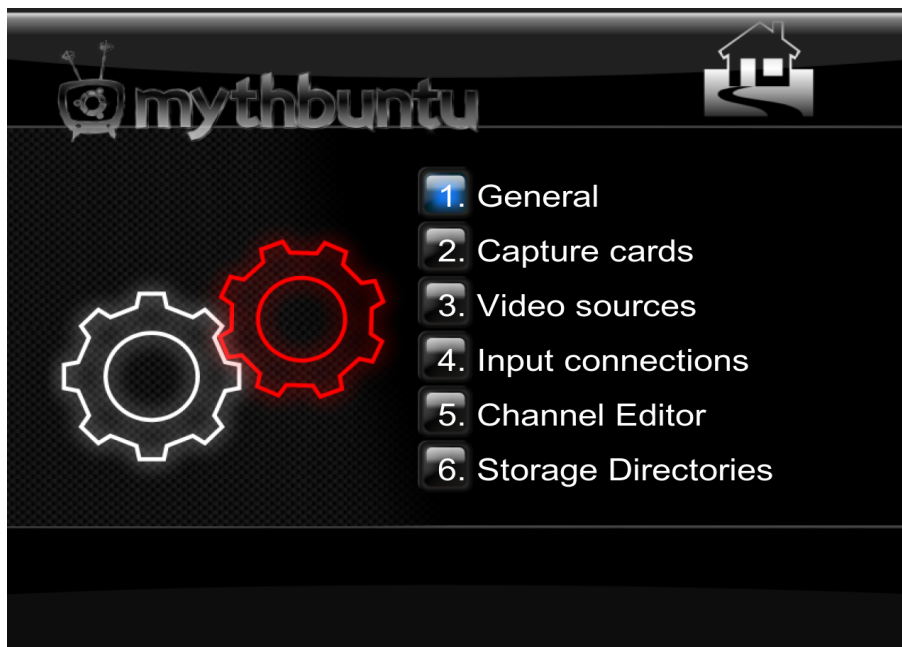 mythbuntu
1. General
2. Capture cards
3. Video sources
4. Input connections
5. Channel Editor
6. Storage Directories